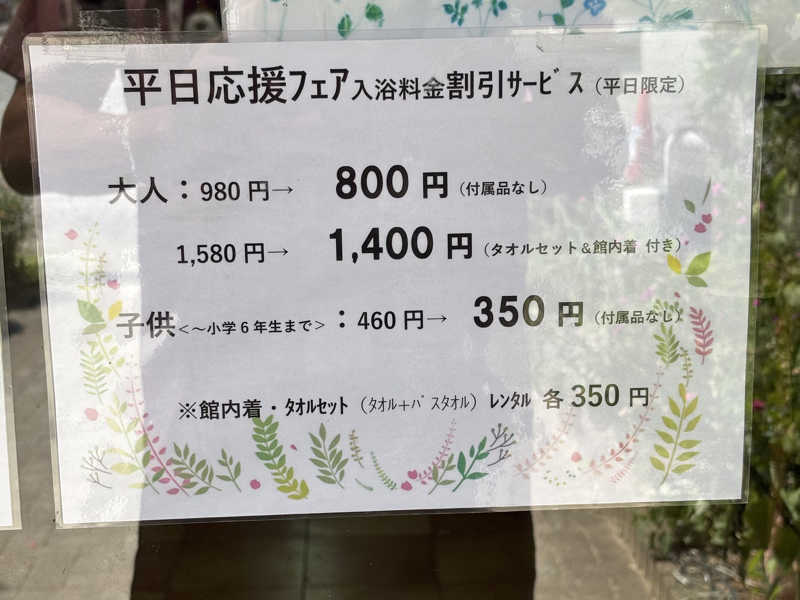 平日応援フェア入浴料金割引サービス（平日限定）
大人：980円→ 800円（付属品なし）
1,580円→ 1,400円（タオルセット＆館内着 付き）
子供＜～小学6年生まで＞：460円→ 350円（付属品なし）
※館内着・タオルセット（タオル＋バスタオル）レンタル 各350円